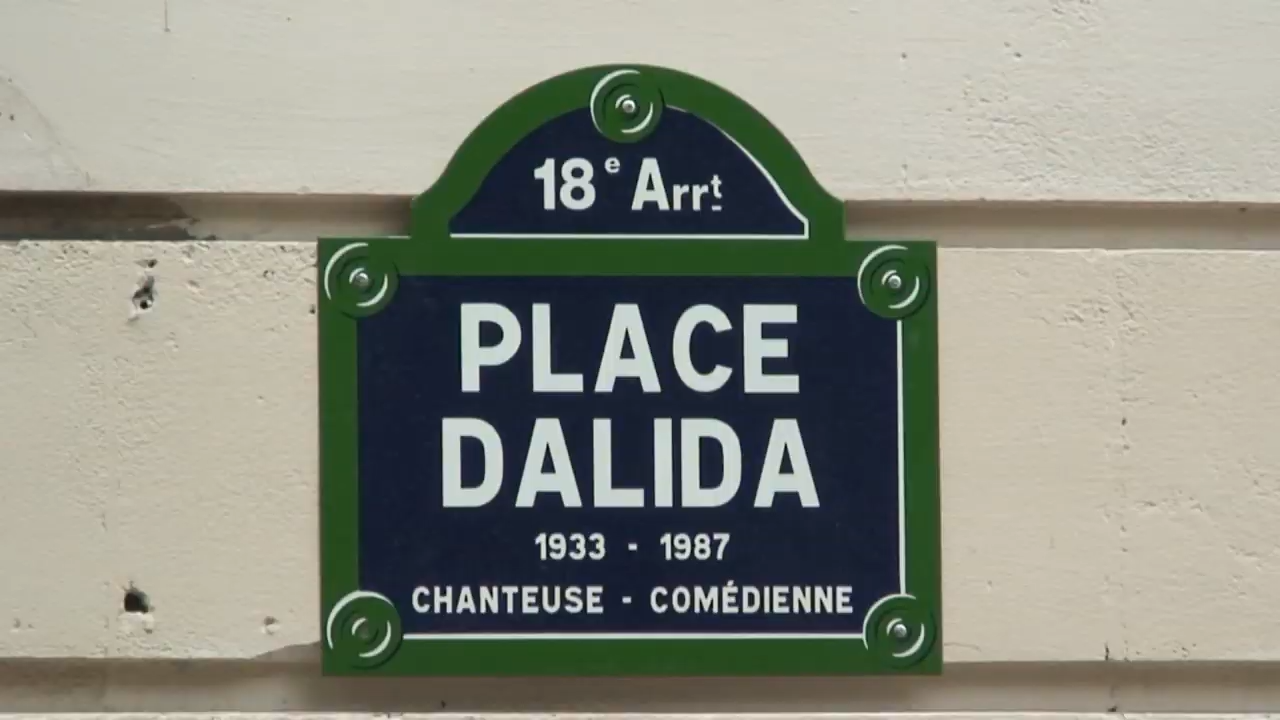 18e Arrt
PLACE
DALIDA
1933 - 1987
CHANTEUSE - COMÉDIENNE